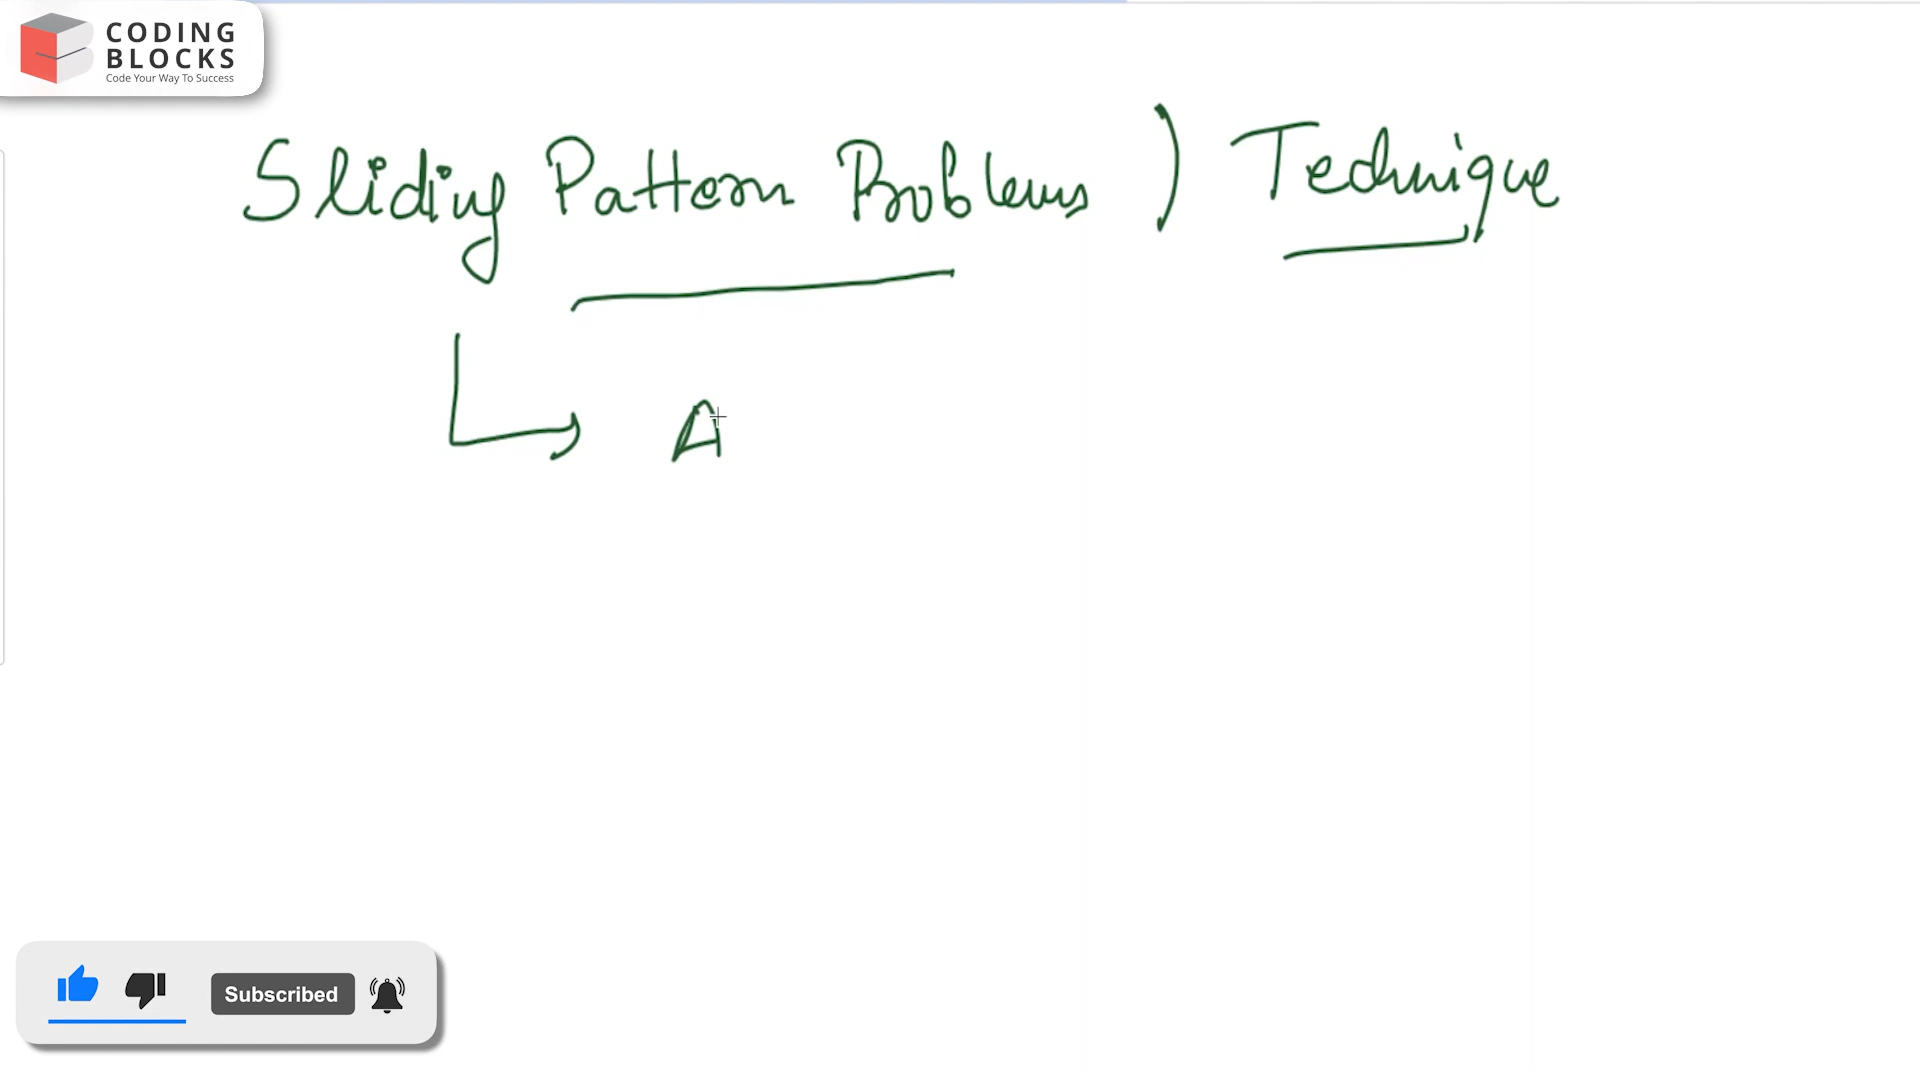 CODING
BLOCKS
Code Your Way To Success
Sliding Pattern Problems ) Technique
A
Subscribed